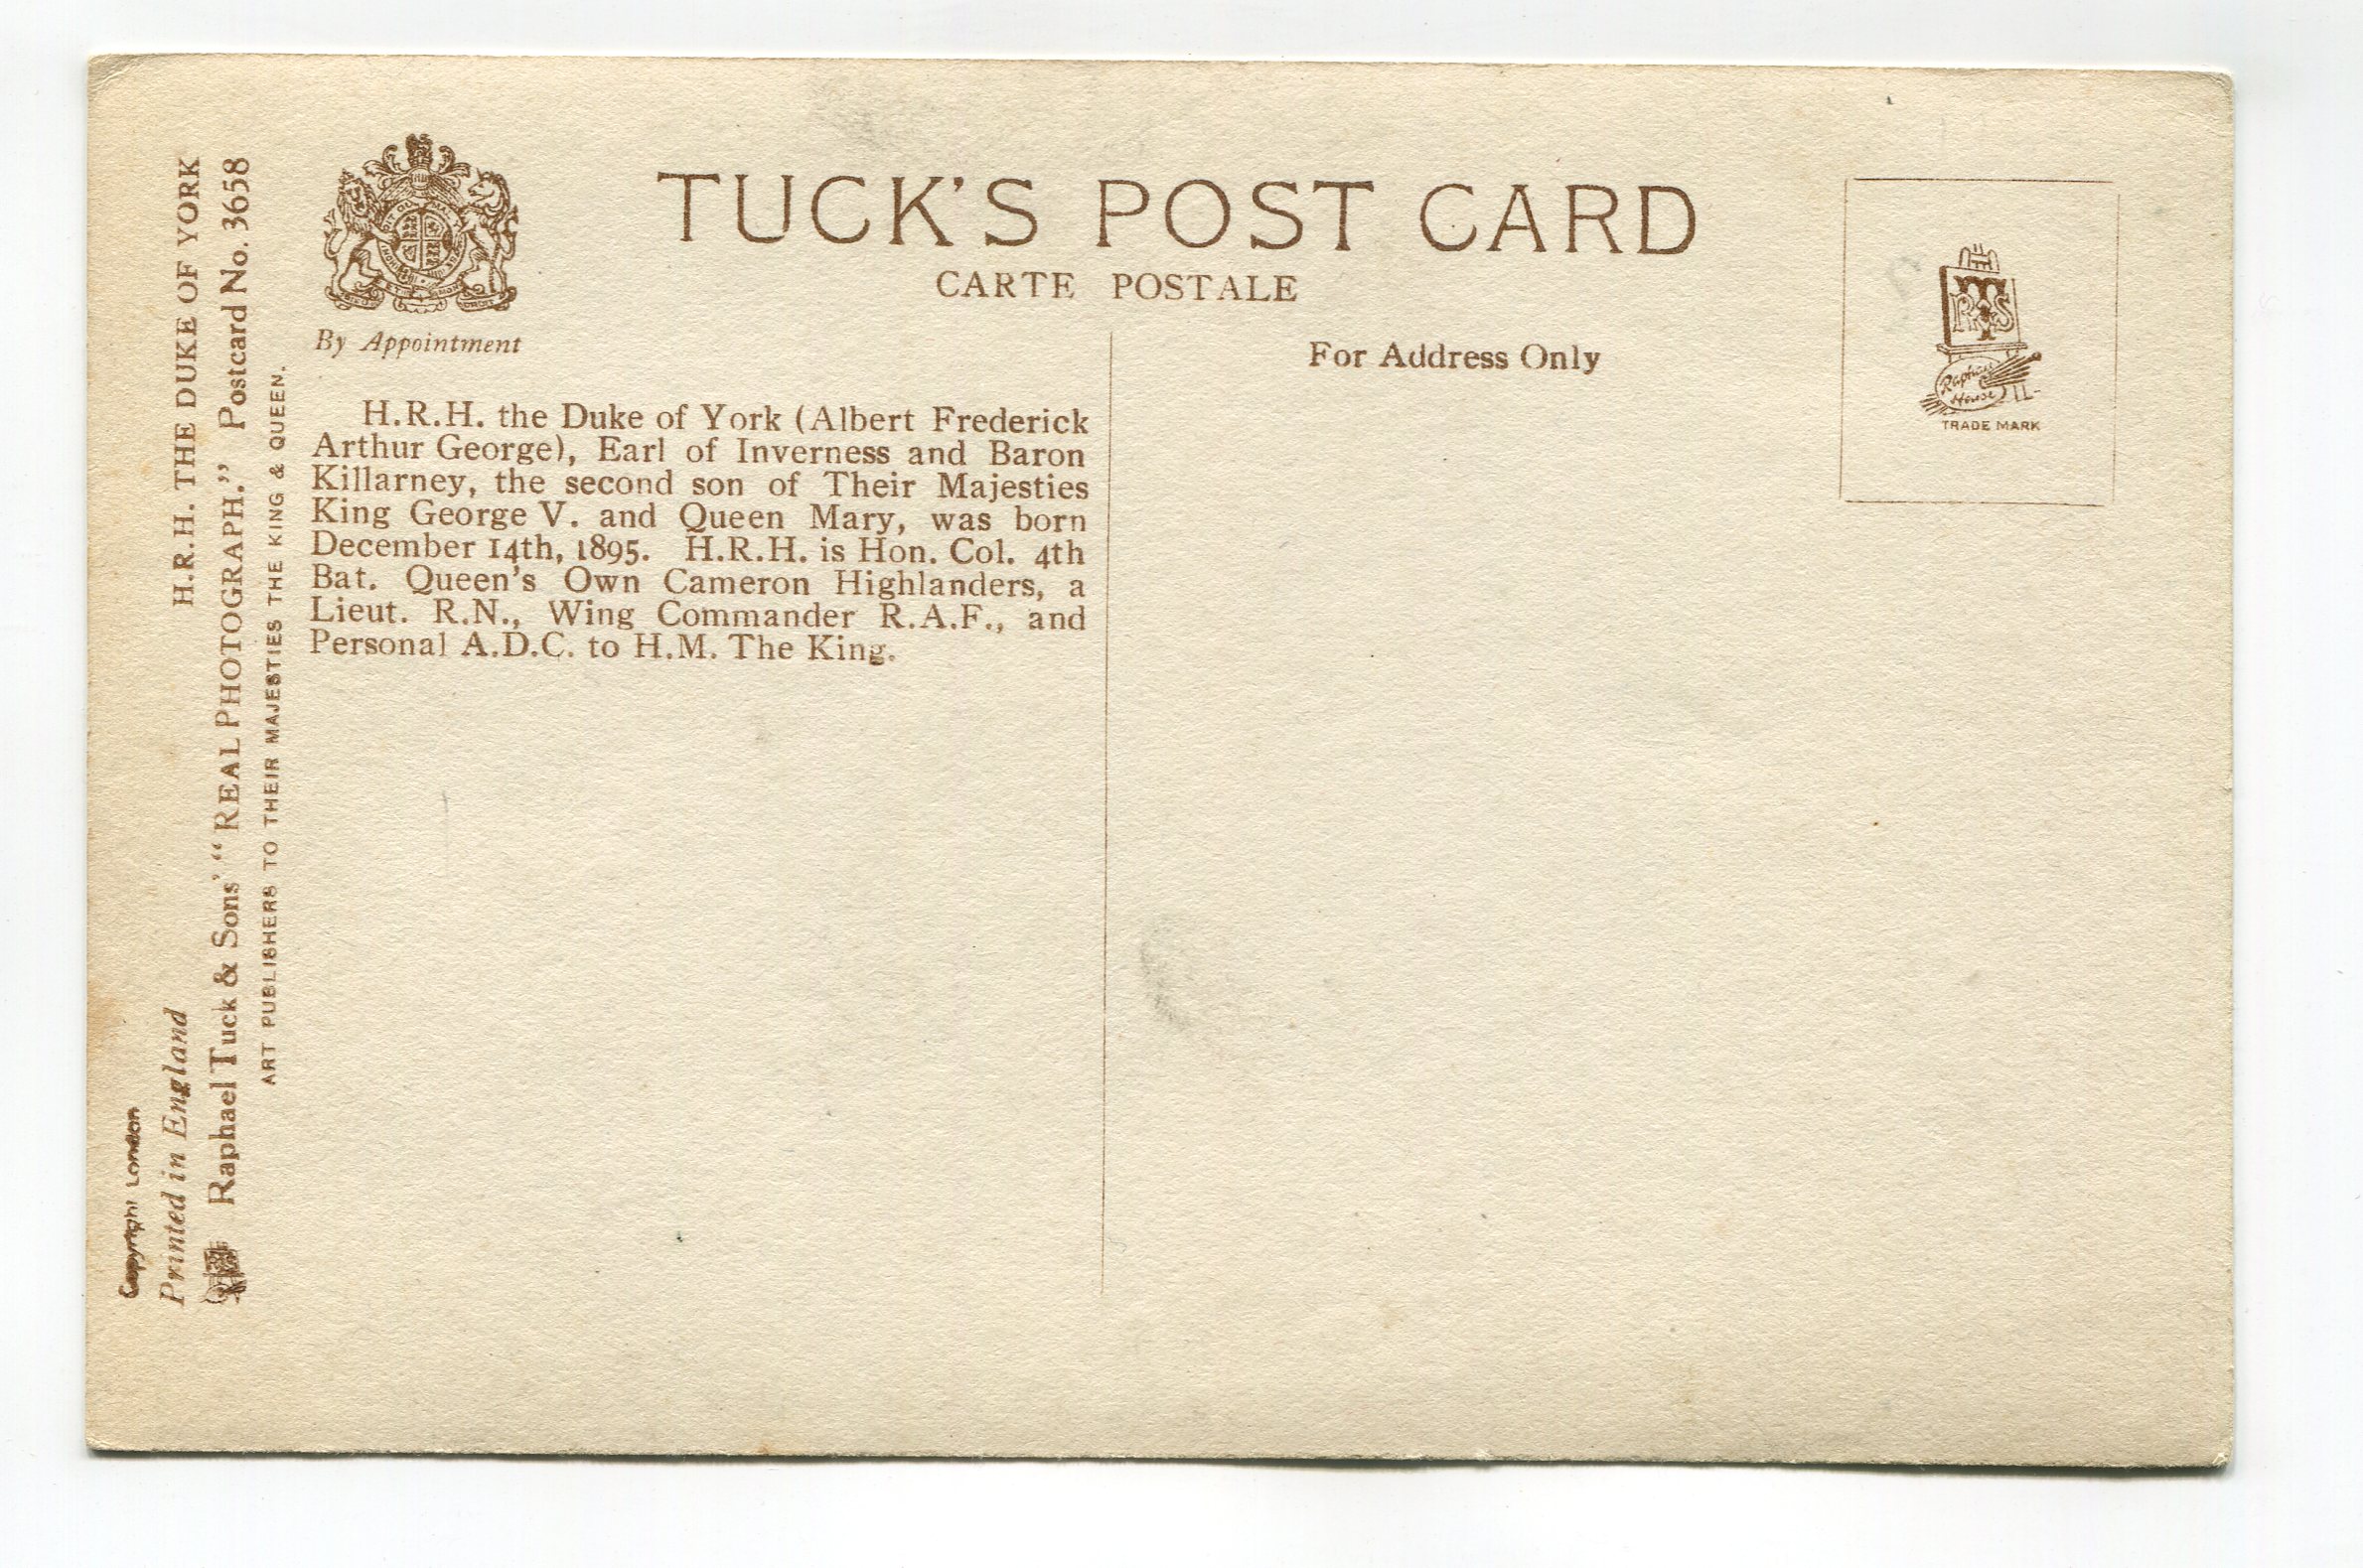 TUCK'S POST CARD
CARTE POSTALE
By Appointment
For Address Only
H.R.H. the Duke of York (Albert Frederick
Arthur George), Earl of Inverness and Baron
Killarney, the second son of Their Majesties
King George V. and Queen Mary, was born
December 14th, 1895. H.R.H. is Hon. Col. 4th
Bat. Queen's Own Cameron Highlanders, a
Lieut. R.N., Wing Commander R.A.F., and
Personal A.D.C. to H.M. The King.
RTS
Raphael
House
TRADE MARK
Copyright London
Printed in England
H.R.H. THE DUKE OF YORK
Raphael Tuck & Sons' "REAL PHOTOGRAPH." Postcard No. 3658
ART PUBLISHERS TO THEIR MAJESTIES THE KING & QUEEN.